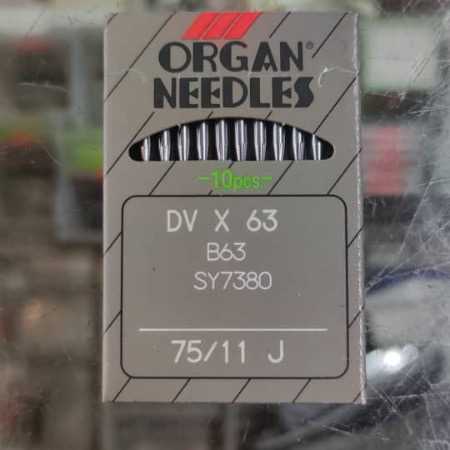 ORGAN®
NEEDLES
-10pcs.-
DV X 63
B63
SY7380
75/11 J